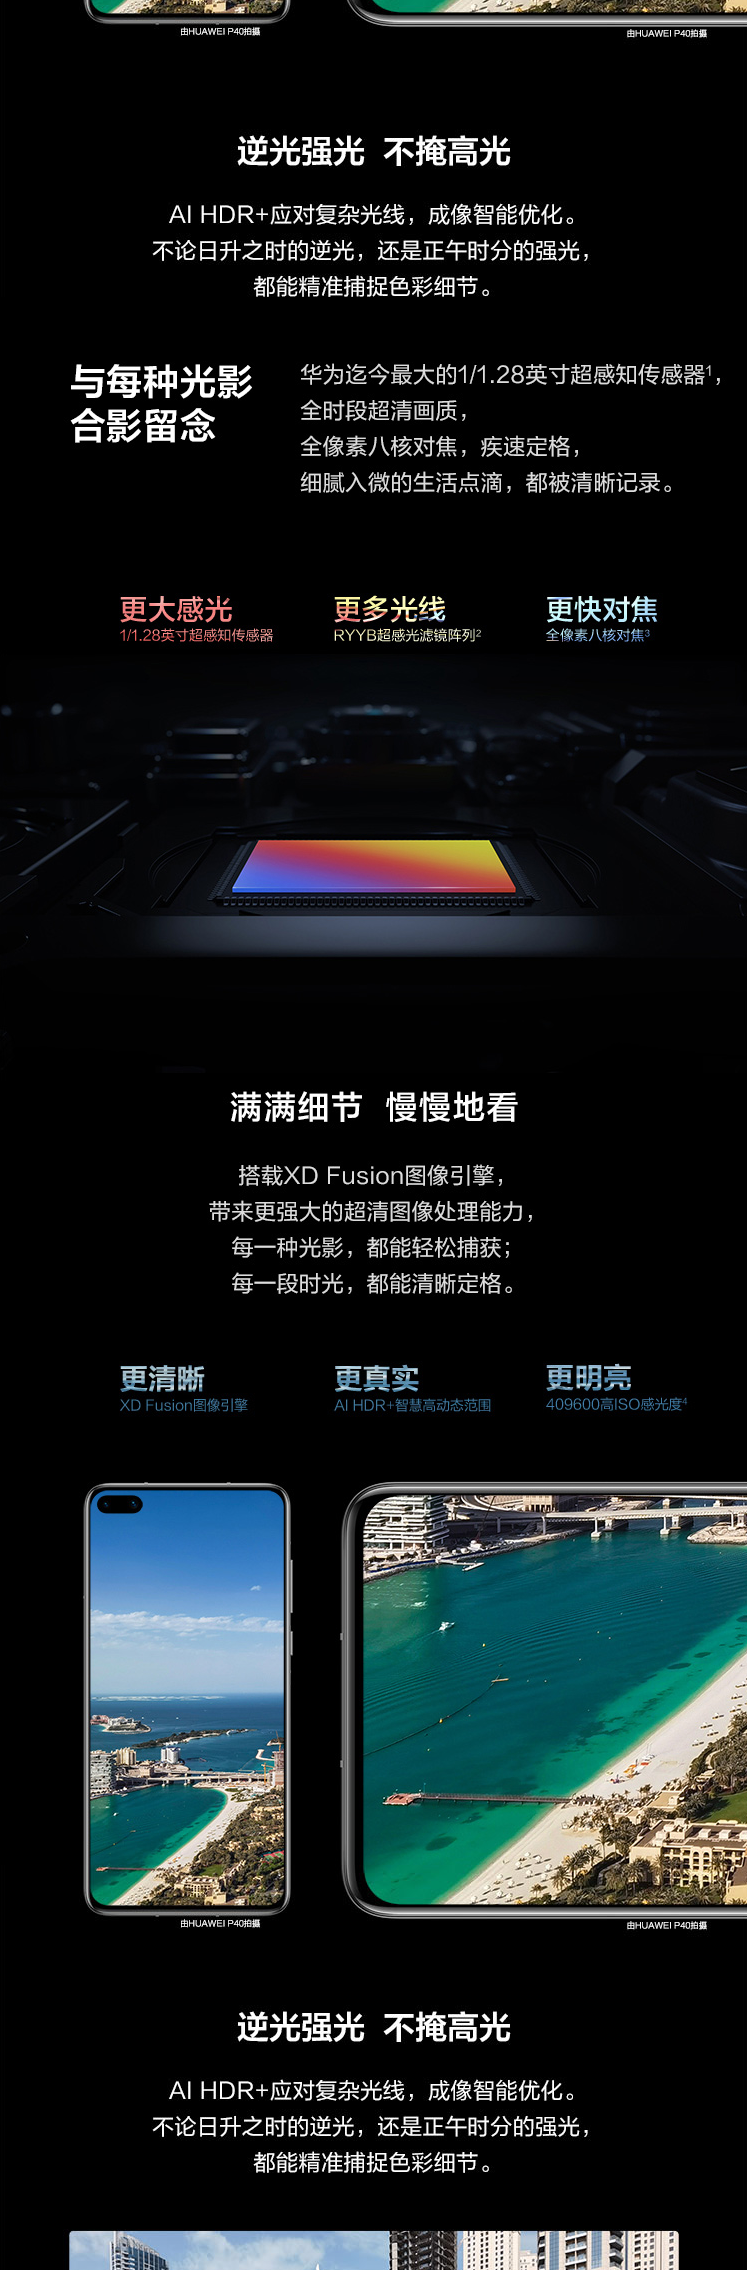 由HUAWEI P40拍摄
由HUAWEI P40拍摄
逆光强光 不掩高光
AI HDR+应对复杂光线，成像智能优化。
不论日升之时的逆光，还是正午时分的强光，
都能精准捕捉色彩细节。
与每种光影
合影留念
华为迄今最大的1/1.28英寸超感知传感器¹，
全时段超清画质，
全像素八核对焦，疾速定格，
细腻入微的生活点滴，都被清晰记录。
更大感光
1/1.28英寸超感知传感器
更多光线
RYYB超感光滤镜阵列²
更快对焦
全像素八核对焦³
满满细节 慢慢地看
搭载XD Fusion图像引擎，
带来更强大的超清图像处理能力，
每一种光影，都能轻松捕获；
每一段时光，都能清晰定格。
更清晰
XD Fusion图像引擎
更真实
AI HDR+智慧高动态范围
更明亮
409600高ISO感光度⁴
由HUAWEI P40拍摄
由HUAWEI P40拍摄
逆光强光 不掩高光
AI HDR+应对复杂光线，成像智能优化。
不论日升之时的逆光，还是正午时分的强光，
都能精准捕捉色彩细节。